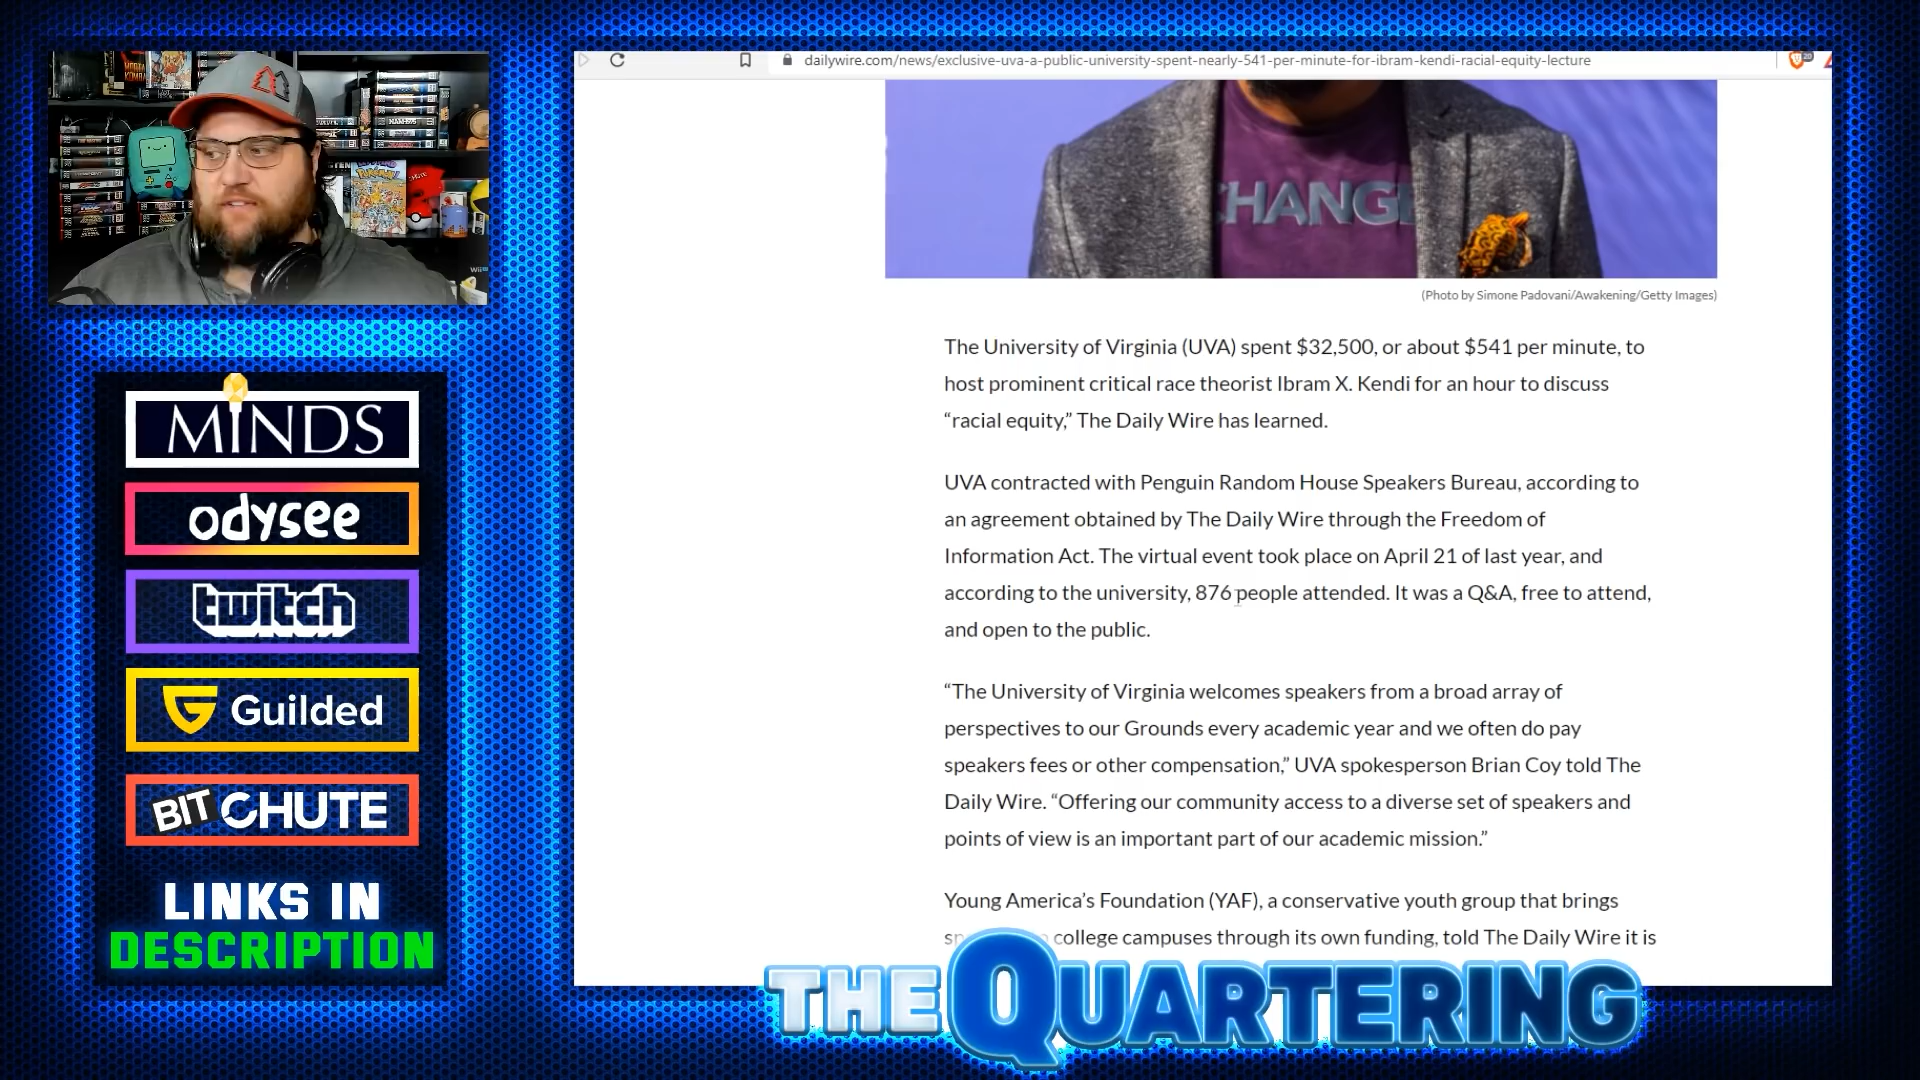 dailywire.com/news/exclusive-uva-a-public-university-spent-nearly-541-per-minute-for-ibram-kendi-racial-equity-lecture
20
CHANGE
(Photo by Simone Padovani/Awakening/Getty Images)
The University of Virginia (UVA) spent $32,500, or about $541 per minute, to
host prominent critical race theorist Ibram X. Kendi for an hour to discuss
“racial equity,” The Daily Wire has learned.
UVA contracted with Penguin Random House Speakers Bureau, according to
an agreement obtained by The Daily Wire through the Freedom of
Information Act. The virtual event took place on April 21 of last year, and
according to the university, 876 people attended. It was a Q&A, free to attend,
and open to the public.
“The University of Virginia welcomes speakers from a broad array of
perspectives to our Grounds every academic year and we often do pay
speakers fees or other compensation,” UVA spokesperson Brian Coy told The
Daily Wire. “Offering our community access to a diverse set of speakers and
points of view is an important part of our academic mission.”
Young America’s Foundation (YAF), a conservative youth group that brings
college campuses through its own funding, told The Daily Wire it is
POKEMON
Wii
MINDS
odysee
twitch
G Guilded
BITCHUTE
LINKS IN
DESCRIPTION
THE QUARTERING